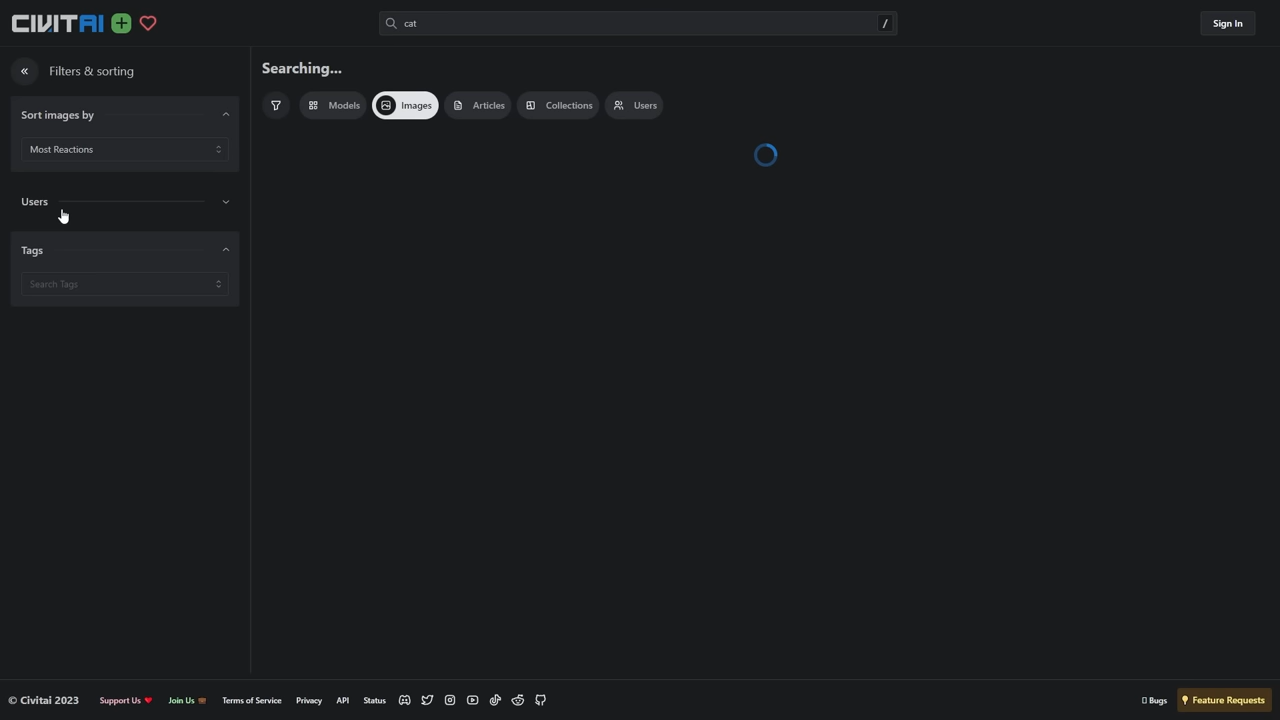 CIVITAI
cat
/
Sign In
Filters & sorting
Searching...
Models
Images
Articles
Collections
Users
Sort images by
Most Reactions
Users
Tags
Search Tags
© Civitai 2023
Support Us
Join Us
Terms of Service
Privacy
API
Status
Bugs
Feature Requests